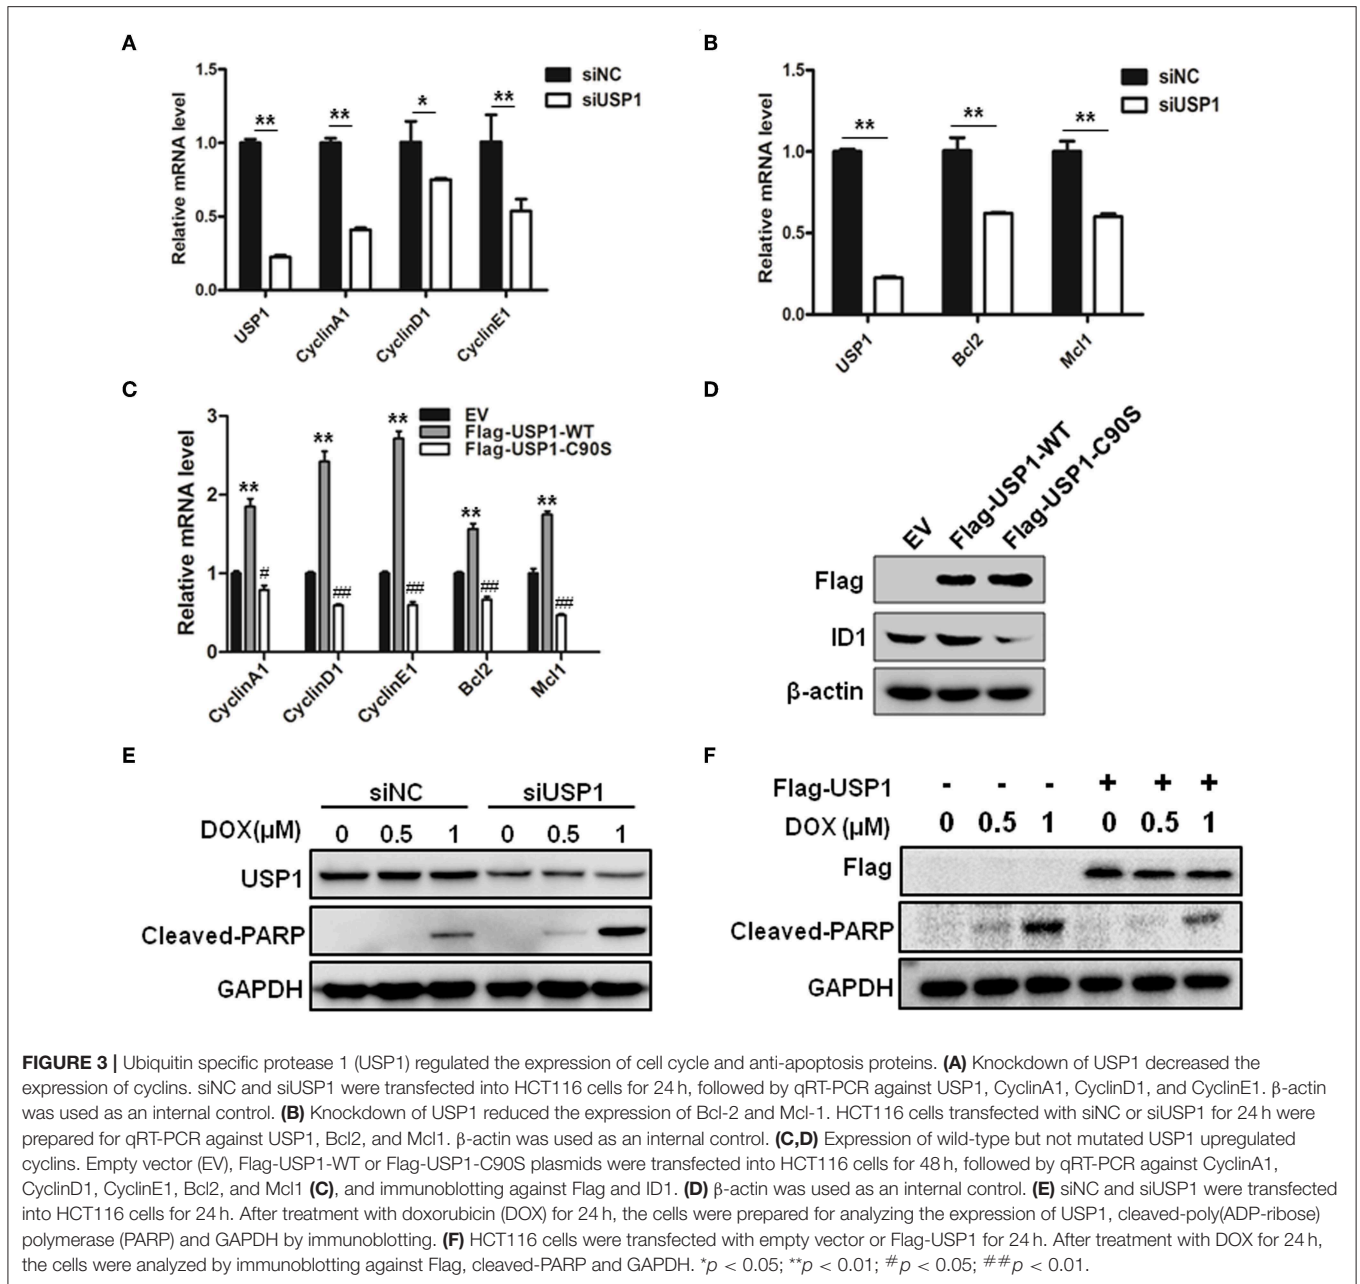 A
1.5
1.0
0.5
0.0
Relative mRNA level
siNC
siUSP1
** ** * **
USP1 CyclinA1 CyclinD1 CyclinE1
B
1.5
1.0
0.5
0.0
Relative mRNA level
siNC
siUSP1
** ** **
USP1 Bcl2 Mcl1
C
3
2
1
0
Relative mRNA level
EV
Flag-USP1-WT
Flag-USP1-C90S
** ** ** ** **
# ## ## ## ##
CyclinA1 CyclinD1 CyclinE1 Bcl2 Mcl1
D
EV Flag-USP1-WT Flag-USP1-C90S
Flag
ID1
β-actin
E
siNC siUSP1
DOX(μM) 0 0.5 1 0 0.5 1
USP1
Cleaved-PARP
GAPDH
F
Flag-USP1 - - - + + +
DOX (μM) 0 0.5 1 0 0.5 1
Flag
Cleaved-PARP
GAPDH
FIGURE 3 | Ubiquitin specific protease 1 (USP1) regulated the expression of cell cycle and anti-apoptosis proteins. (A) Knockdown of USP1 decreased the
expression of cyclins. siNC and siUSP1 were transfected into HCT116 cells for 24 h, followed by qRT-PCR against USP1, CyclinA1, CyclinD1, and CyclinE1. β-actin
was used as an internal control. (B) Knockdown of USP1 reduced the expression of Bcl-2 and Mcl-1. HCT116 cells transfected with siNC or siUSP1 for 24 h were
prepared for qRT-PCR against USP1, Bcl2, and Mcl1. β-actin was used as an internal control. (C,D) Expression of wild-type but not mutated USP1 upregulated
cyclins. Empty vector (EV), Flag-USP1-WT or Flag-USP1-C90S plasmids were transfected into HCT116 cells for 48 h, followed by qRT-PCR against CyclinA1,
CyclinD1, CyclinE1, Bcl2, and Mcl1 (C), and immunoblotting against Flag and ID1. (D) β-actin was used as an internal control. (E) siNC and siUSP1 were transfected
into HCT116 cells for 24 h. After treatment with doxorubicin (DOX) for 24 h, the cells were prepared for analyzing the expression of USP1, cleaved-poly(ADP-ribose)
polymerase (PARP) and GAPDH by immunoblotting. (F) HCT116 cells were transfected with empty vector or Flag-USP1 for 24 h. After treatment with DOX for 24 h,
the cells were analyzed by immunoblotting against Flag, cleaved-PARP and GAPDH. *p < 0.05; **p < 0.01; #p < 0.05; ##p < 0.01.